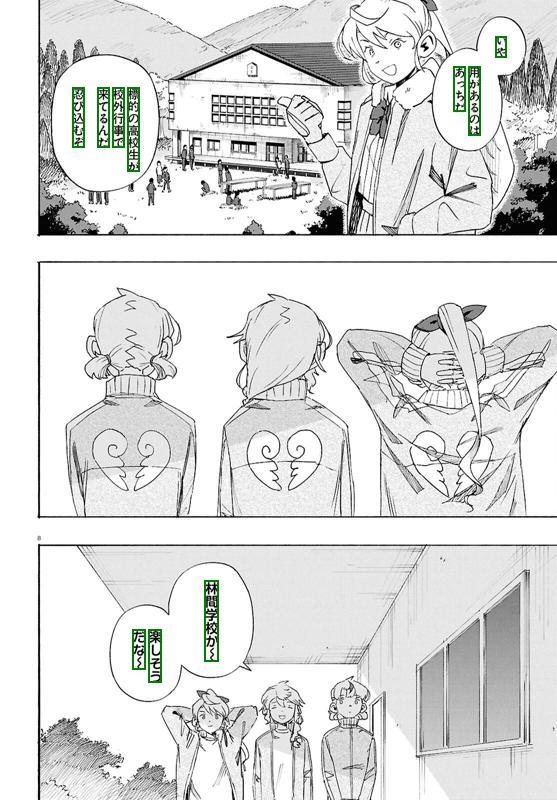 いや
用があるのは
あっちだ
標的の高校生が
校外行事で
来てるんだ
忍び込むぞ
8
林間学校か〜
楽しそう
だな〜